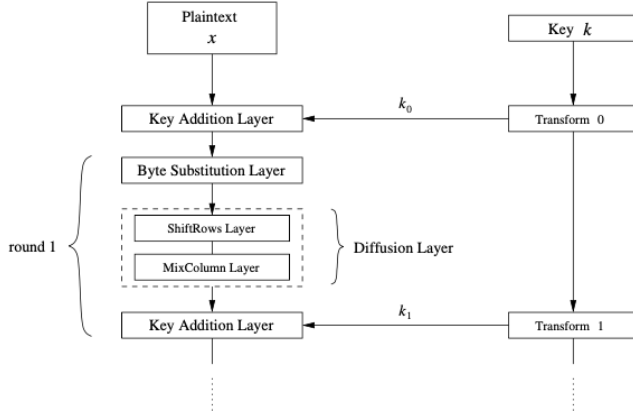 Plaintext
x
Key k
k0
Key Addition Layer
Transform 0
Byte Substitution Layer
ShiftRows Layer
round 1
Diffusion Layer
MixColumn Layer
k1
Key Addition Layer
Transform 1